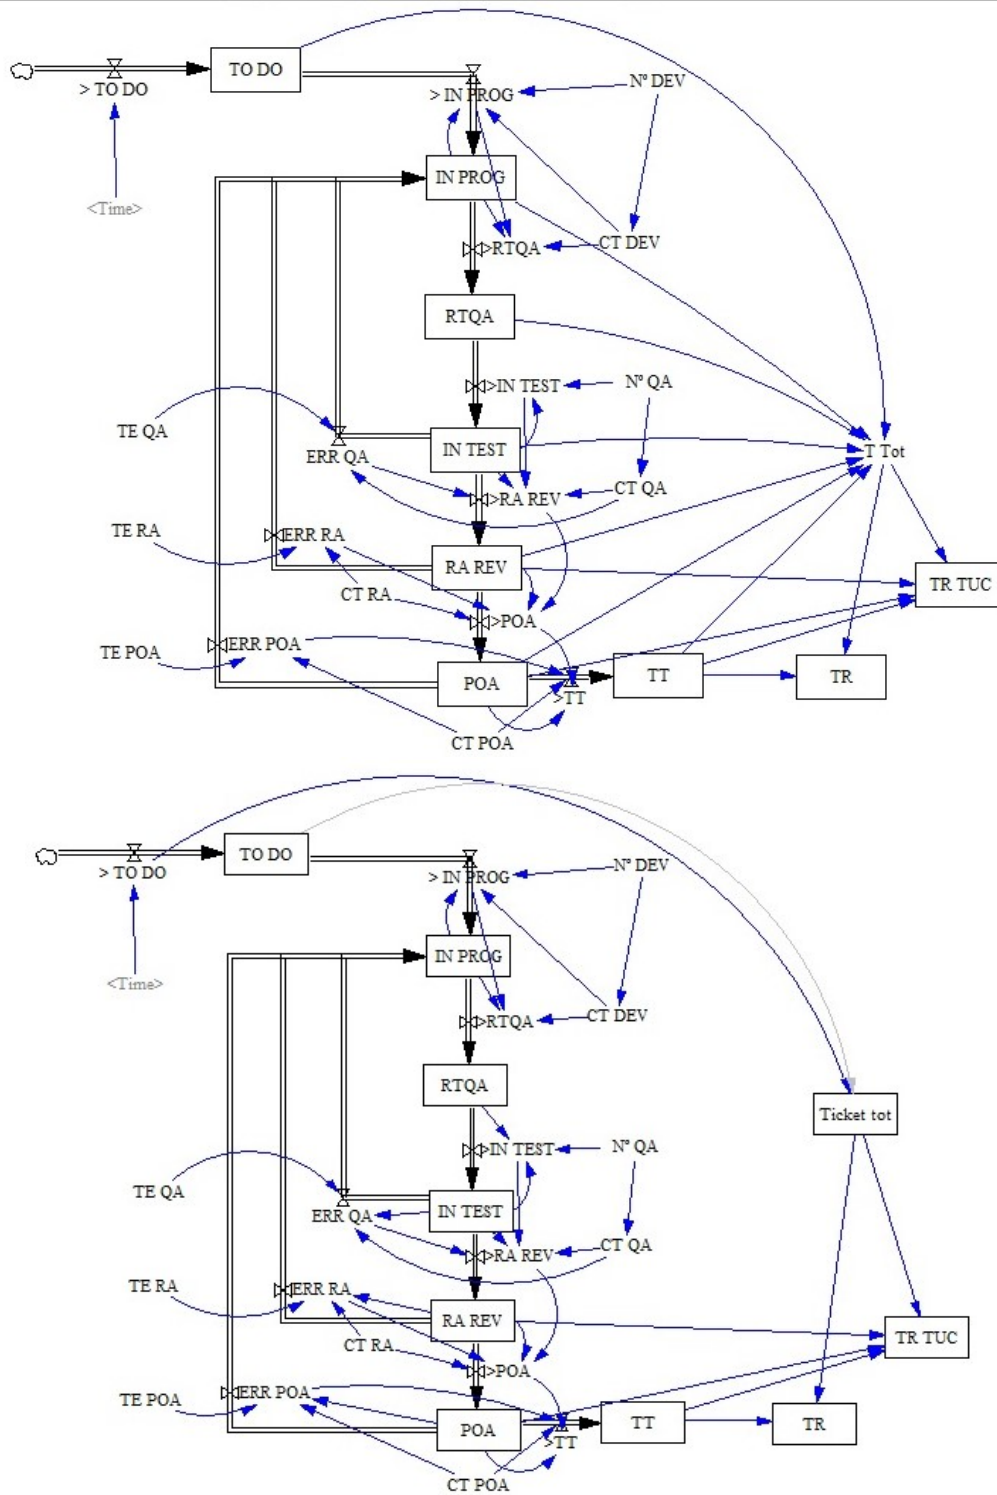 TO DO
> TO DO
> IN PROG
Nº DEV
IN PROG
<Time>
>RTQA
CT DEV
RTQA
>IN TEST
Nº QA
TE QA
ERR QA
IN TEST
T Tot
>RA REV
CT QA
TE RA
ERR RA
RA REV
CT RA
TR TUC
>POA
ERR POA
TE POA
POA
TT
TR
>TT
CT POA
TO DO
> TO DO
> IN PROG
Nº DEV
IN PROG
<Time>
>RTQA
CT DEV
RTQA
Ticket tot
>IN TEST
Nº QA
TE QA
ERR QA
IN TEST
>RA REV
CT QA
TE RA
ERR RA
RA REV
CT RA
TR TUC
>POA
ERR POA
TE POA
POA
TT
TR
>TT
CT POA